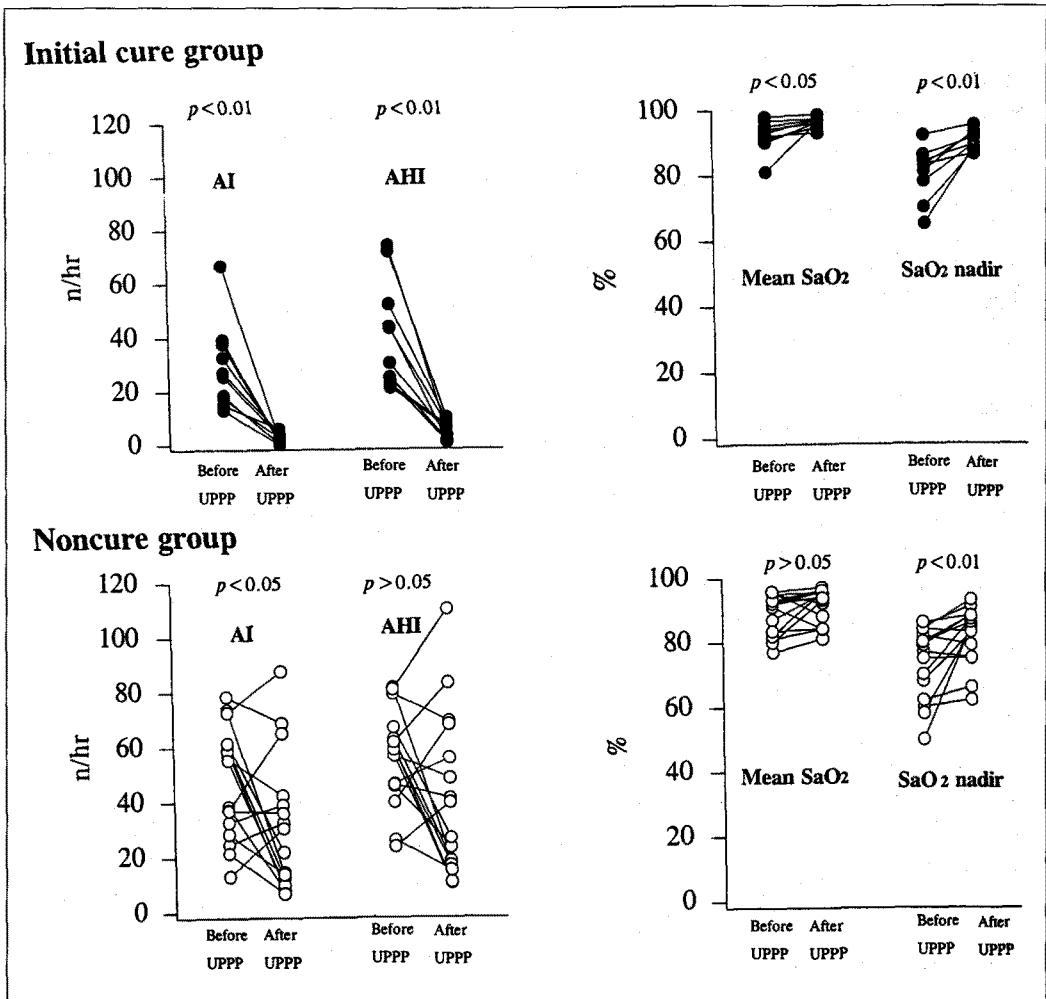 Initial cure group
p<0.01
p<0.01
120
100
80
60
40
20
0
n/hr
AI
AHI
Before UPPP
After UPPP
Before UPPP
After UPPP
p<0.05
p<0.01
100
80
60
40
20
0
%
Mean SaO2
SaO2 nadir
Before UPPP
After UPPP
Before UPPP
After UPPP
Noncure group
p<0.05
p>0.05
120
100
80
60
40
20
0
n/hr
AI
AHI
Before UPPP
After UPPP
Before UPPP
After UPPP
p>0.05
p<0.01
100
80
60
40
20
0
%
Mean SaO2
SaO2 nadir
Before UPPP
After UPPP
Before UPPP
After UPPP